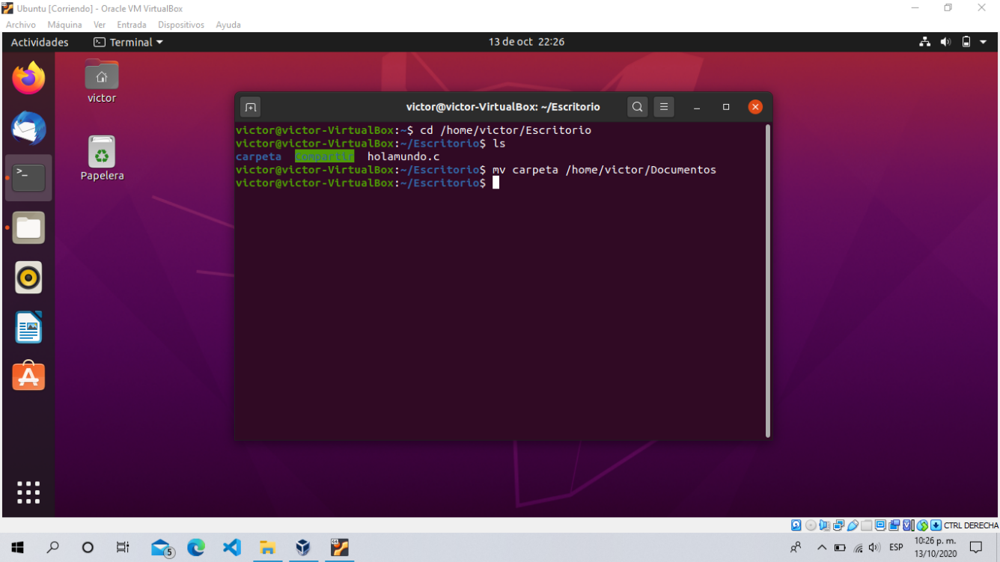 Ubuntu [Corriendo] - Oracle VM VirtualBox
Archivo Máquina Ver Entrada Dispositivos Ayuda
Actividades Terminal 13 de oct 22:26
victor
Papelera
victor@victor-VirtualBox: ~/Escritorio
victor@victor-VirtualBox:~$ cd /home/victor/Escritorio
victor@victor-VirtualBox:~/Escritorio$ ls
carpeta Compartir holamundo.c
victor@victor-VirtualBox:~/Escritorio$ mv carpeta /home/victor/Documentos
victor@victor-VirtualBox:~/Escritorio$
CTRL DERECHA
5
64
ESP
10:26 p. m.
13/10/2020